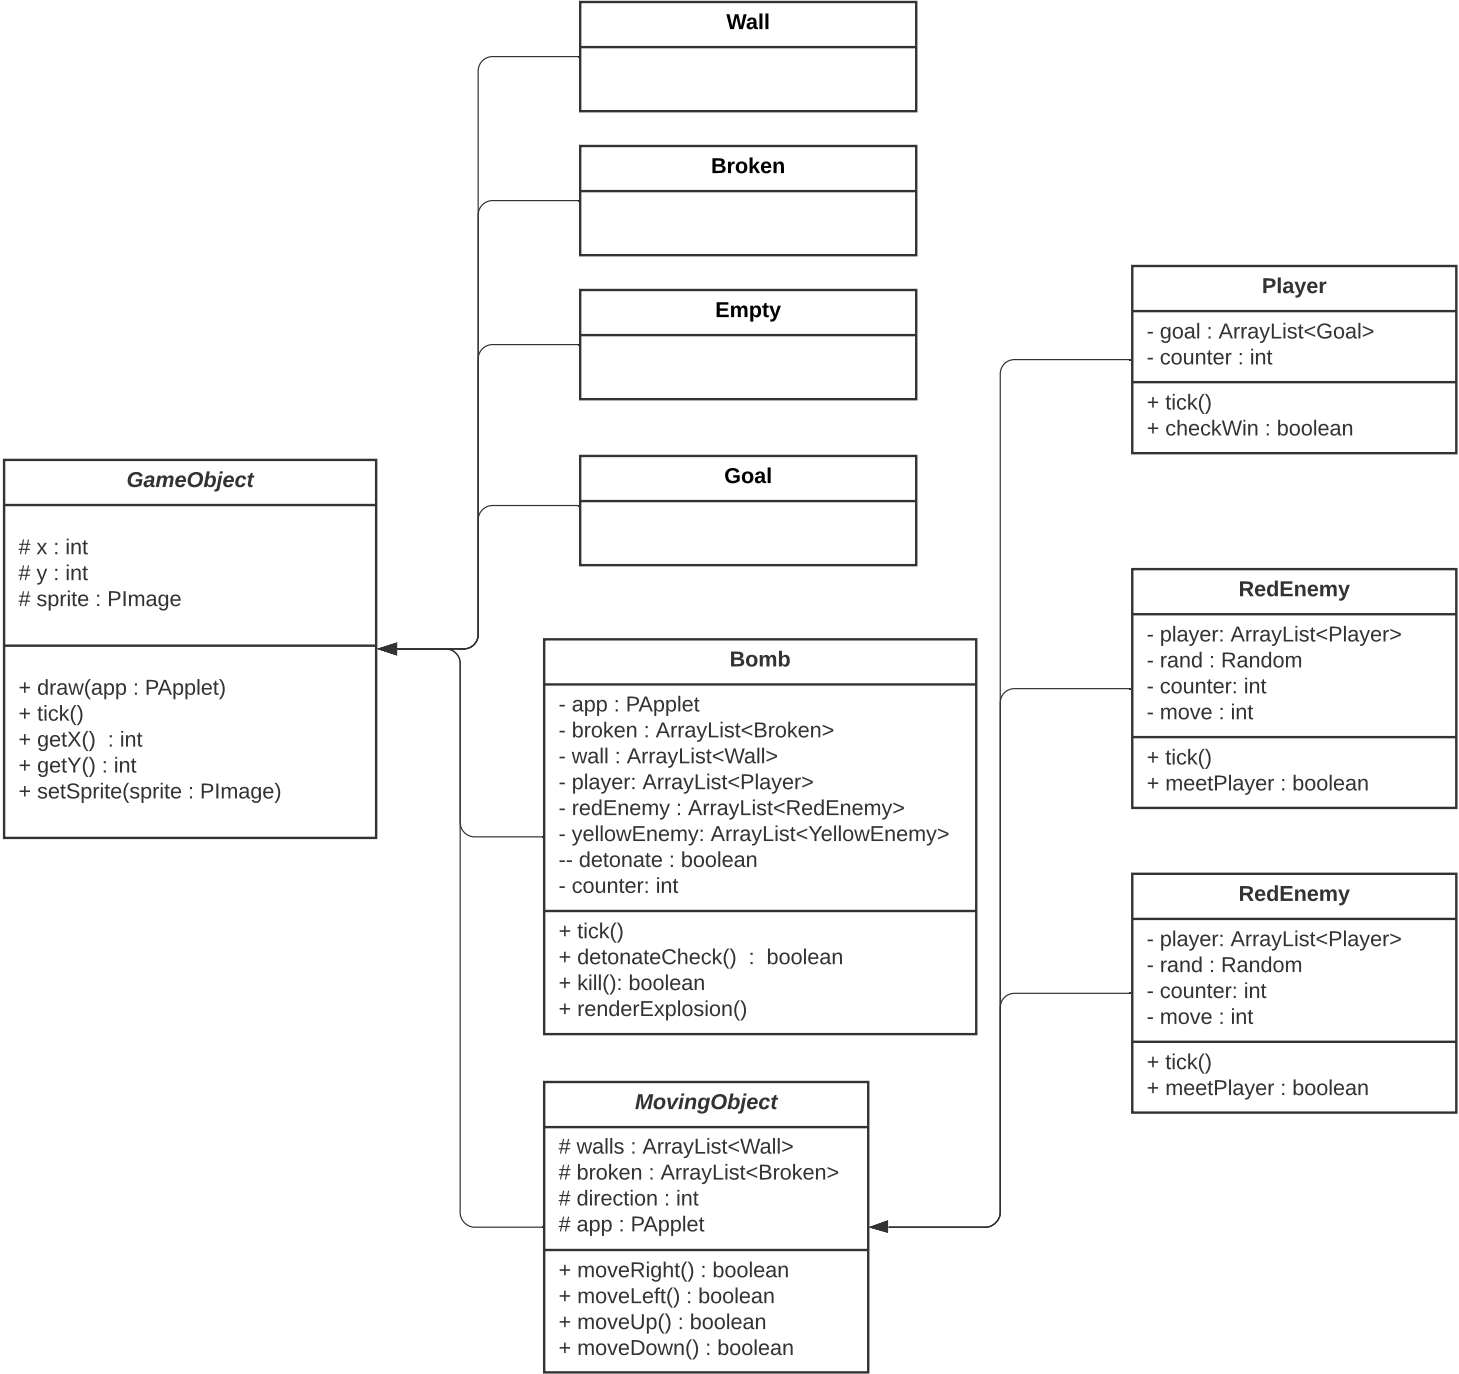 Wall
Broken
Empty
Goal
GameObject
# x : int
# y : int
# sprite : PImage
+ draw(app : PApplet)
+ tick()
+ getX()  : int
+ getY() : int
+ setSprite(sprite : PImage)
Bomb
- app : PApplet
- broken : ArrayList<Broken>
- wall : ArrayList<Wall>
- player: ArrayList<Player>
- redEnemy : ArrayList<RedEnemy>
- yellowEnemy: ArrayList<YellowEnemy>
-- detonate : boolean
- counter: int
+ tick()
+ detonateCheck()  :  boolean
+ kill(): boolean
+ renderExplosion()
MovingObject
# walls : ArrayList<Wall>
# broken : ArrayList<Broken>
# direction : int
# app : PApplet
+ moveRight() : boolean
+ moveLeft() : boolean
+ moveUp() : boolean
+ moveDown() : boolean
Player
- goal : ArrayList<Goal>
- counter : int
+ tick()
+ checkWin : boolean
RedEnemy
- player: ArrayList<Player>
- rand : Random
- counter: int
- move : int
+ tick()
+ meetPlayer : boolean
RedEnemy
- player: ArrayList<Player>
- rand : Random
- counter: int
- move : int
+ tick()
+ meetPlayer : boolean